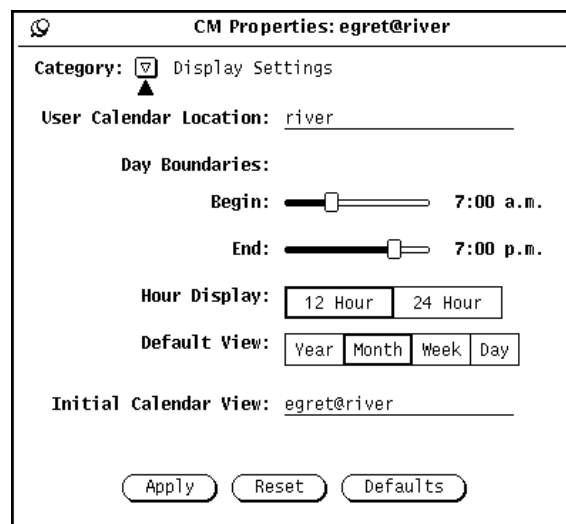 CM Properties: egret@river
Category: Display Settings
User Calendar Location: river
Day Boundaries:
Begin: 7:00 a.m.
End: 7:00 p.m.
Hour Display: 12 Hour 24 Hour
Default View: Year Month Week Day
Initial Calendar View: egret@river
Apply Reset Defaults